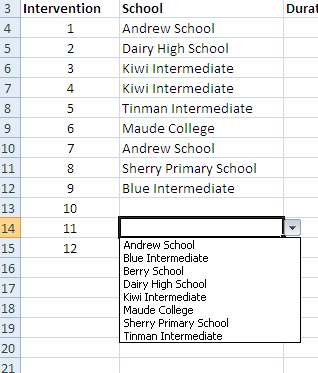 3 Intervention School Durat
4 1 Andrew School
5 2 Dairy High School
6 3 Kiwi Intermediate
7 4 Kiwi Intermediate
8 5 Tinman Intermediate
9 6 Maude College
10 7 Andrew School
11 8 Sherry Primary School
12 9 Blue Intermediate
13 10
14 11
15 12
Andrew School
16 Blue Intermediate
Berry School
17 Dairy High School
Kiwi Intermediate
18 Maude College
Sherry Primary School
19 Tinman Intermediate
20
21